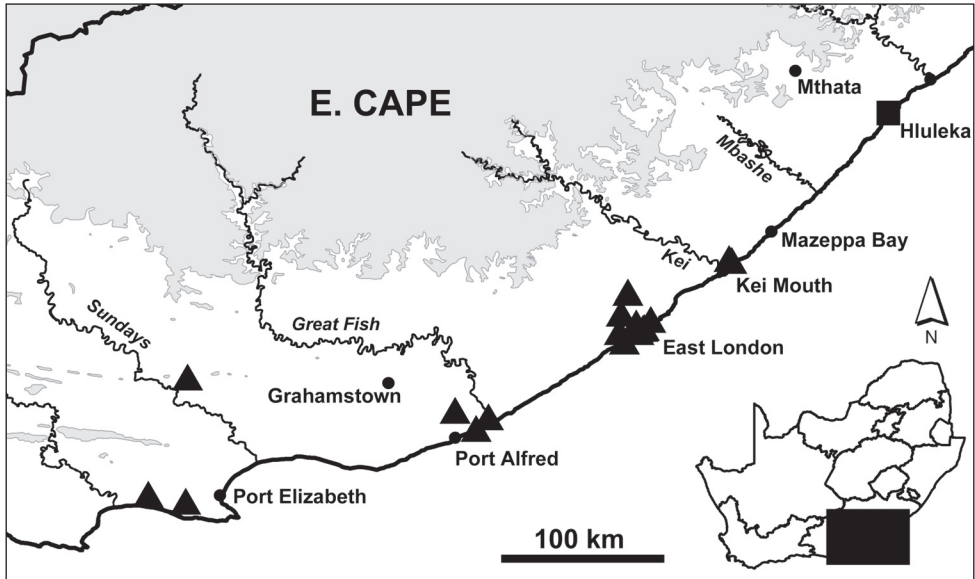 E. CAPE
Mthata
Hluleka
Mbashe
Mazeppa Bay
Kei
Kei Mouth
Sundays
Great Fish
N
East London
Grahamstown
Port Alfred
Port Elizabeth
100 km